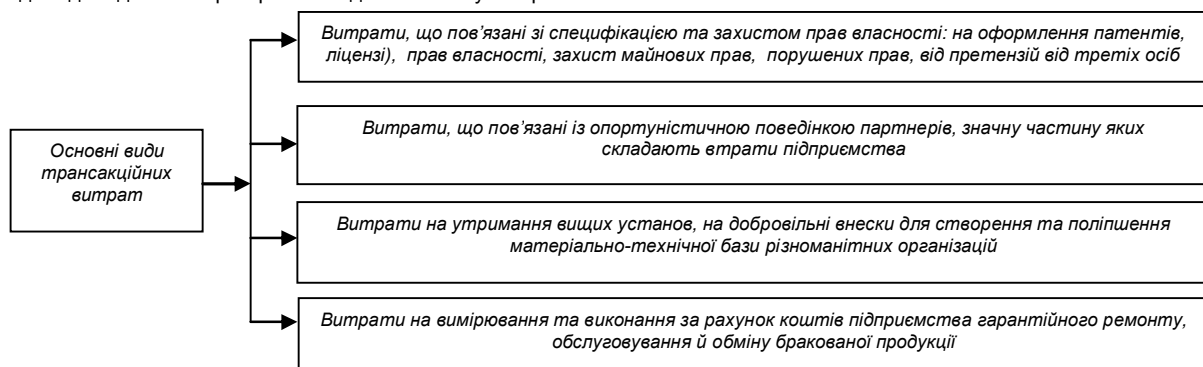 Витрати, що пов’язані зі специфікацією та захистом прав власності: на оформлення патентів,
ліцензі), прав власності, захист майнових прав, порушених прав, від претензій від третіх осіб
Витрати, що пов’язані із опортуністичною поведінкою партнерів, значну частину яких
складають втрати підприємства
Основні види
трансакційних
витрат
Витрати на утримання вищих установ, на добровільні внески для створення та поліпшення
матеріально-технічної бази різноманітних організацій
Витрати на вимірювання та виконання за рахунок коштів підприємства гарантійного ремонту,
обслуговування й обміну бракованої продукції